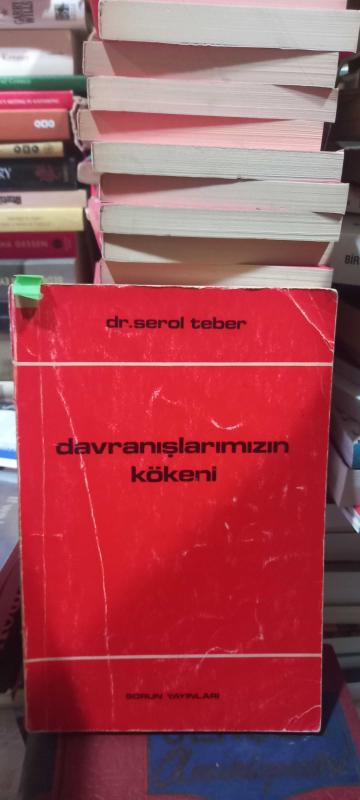 dr.serol teber
davranışlarımızın
kökeni
SORUN YAYINLARI